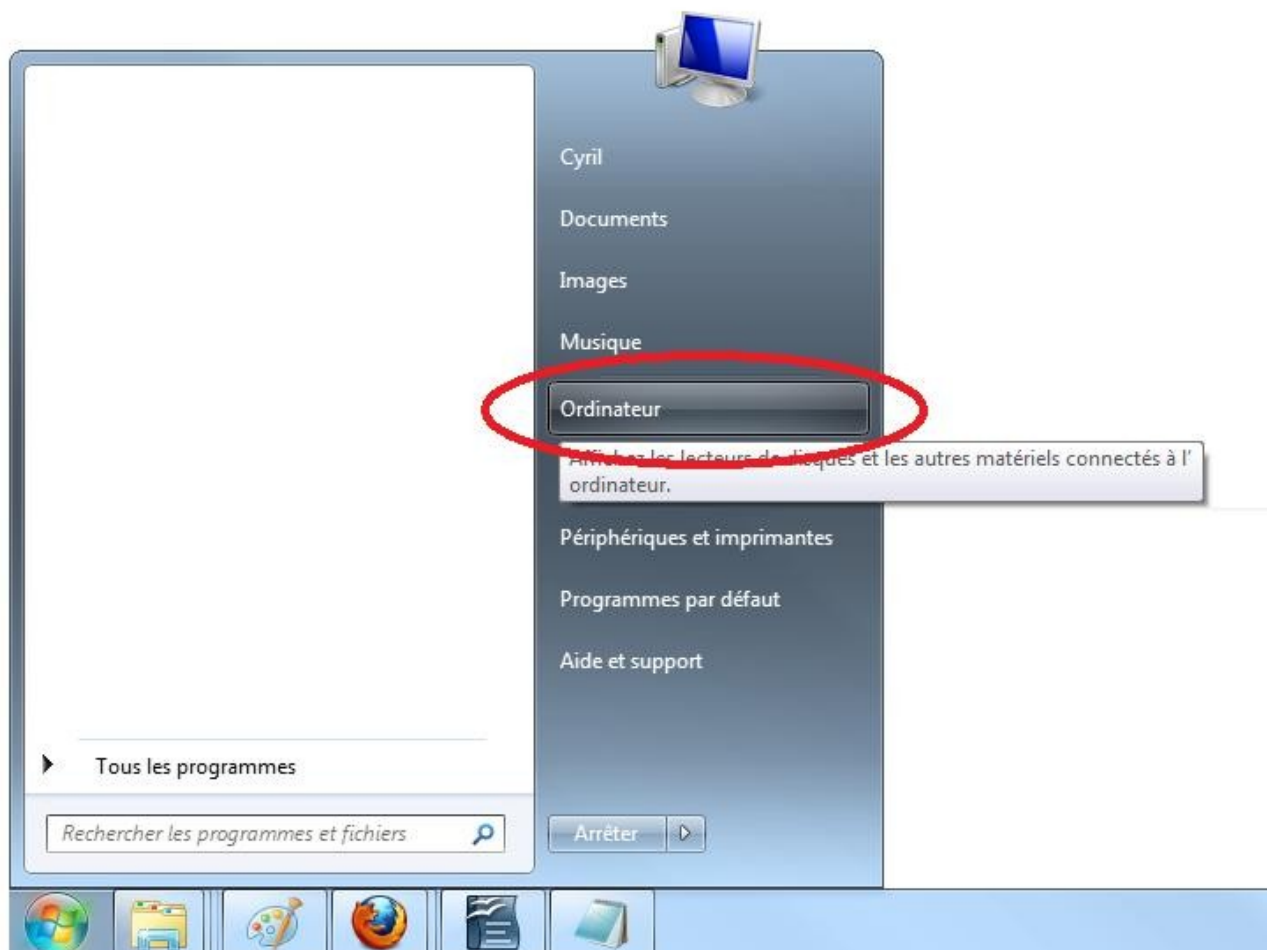 Cyril
Documents
Images
Musique
Ordinateur
Affichez les lecteurs de disques et les autres matériels connectés à l'
ordinateur.
Périphériques et imprimantes
Programmes par défaut
Aide et support
Tous les programmes
Rechercher les programmes et fichiers
Arrêter